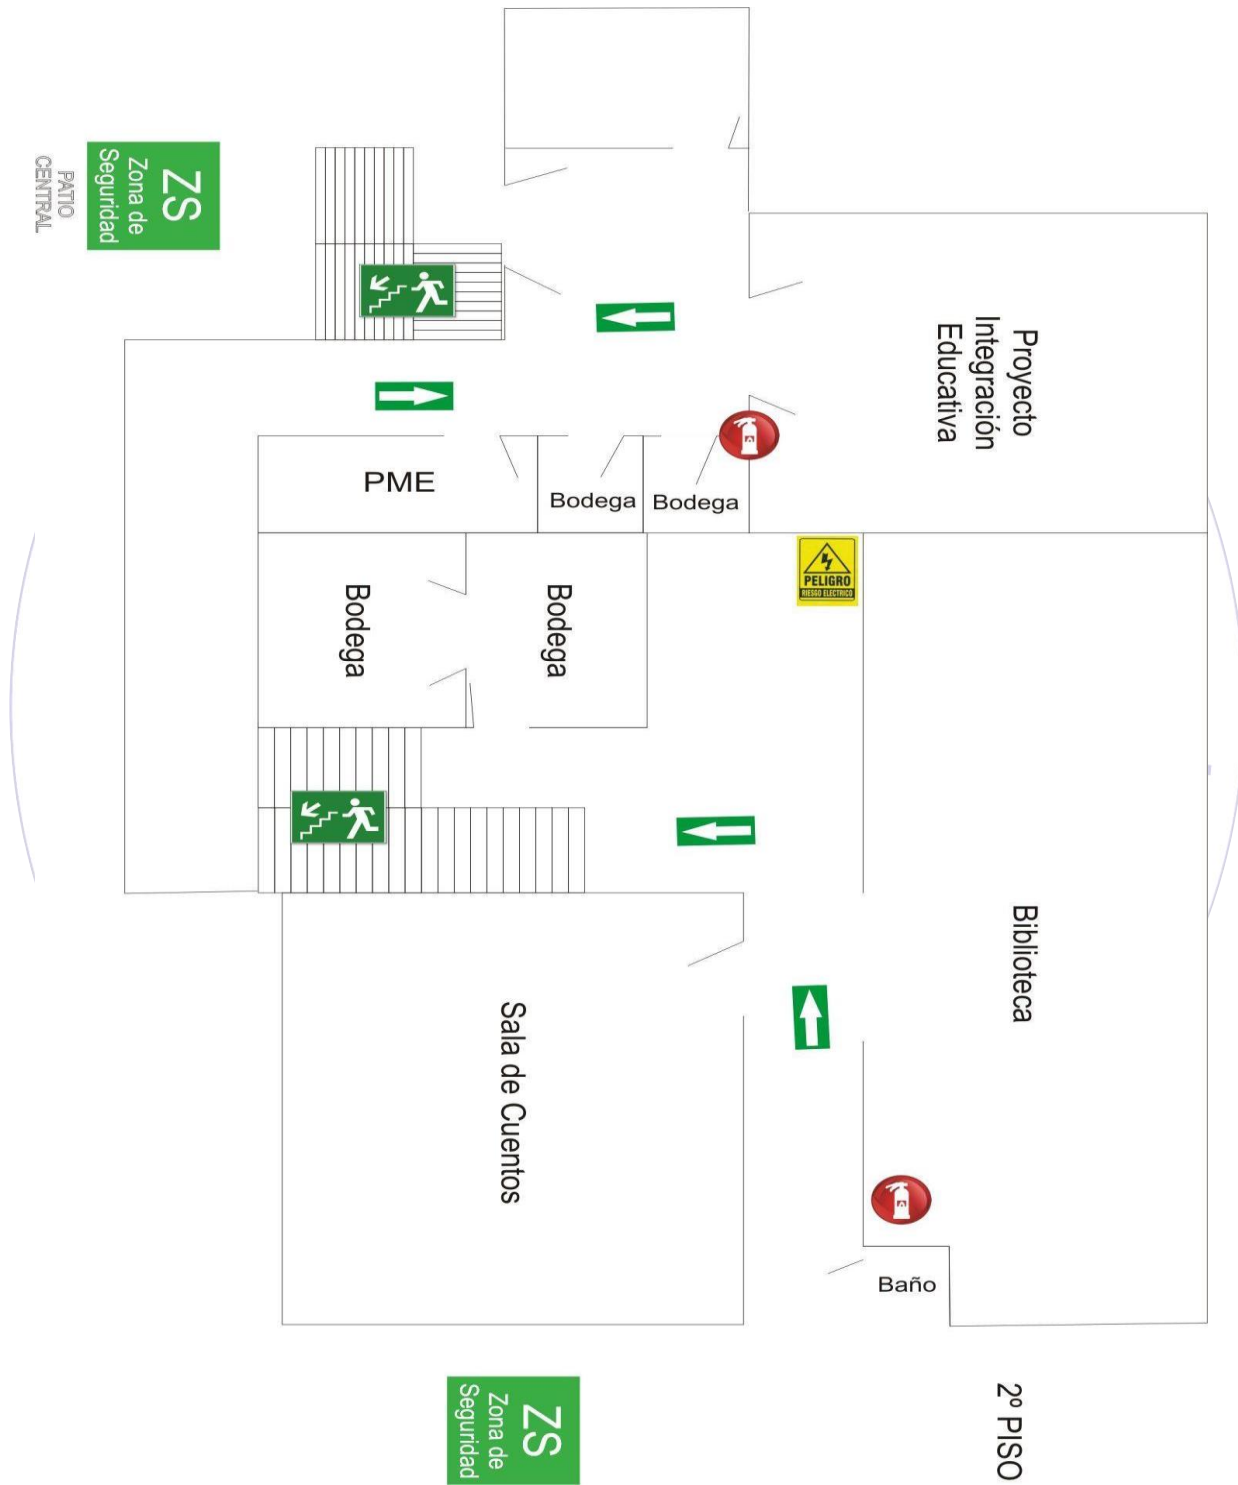 ZS
Zona de
Seguridad
PATIO
CENTRAL
Proyecto
Integración
Educativa
PME
Bodega
Bodega
PELIGRO
RIESGO ELECTRICO
Bodega
Bodega
Biblioteca
Sala de Cuentos
Baño
ZS
Zona de
Seguridad
2º PISO